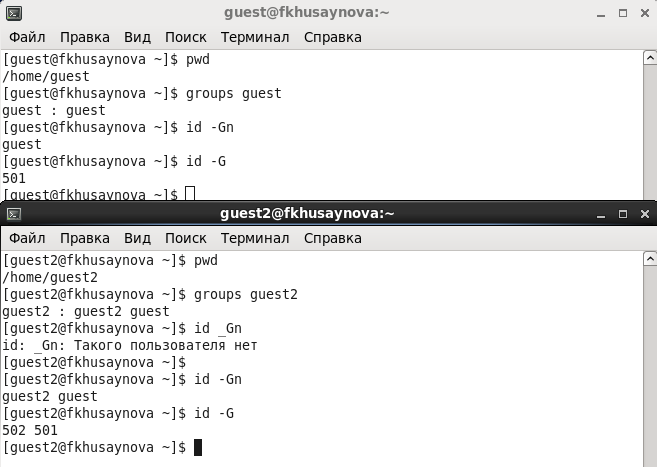 guest@fkhusaynova:~
Файл Правка Вид Поиск Терминал Справка
[guest@fkhusaynova ~]$ pwd
/home/guest
[guest@fkhusaynova ~]$ groups guest
guest : guest
[guest@fkhusaynova ~]$ id -Gn
guest
[guest@fkhusaynova ~]$ id -G
501
[guest@fkhusaynova ~]$
guest2@fkhusaynova:~
Файл Правка Вид Поиск Терминал Справка
[guest2@fkhusaynova ~]$ pwd
/home/guest2
[guest2@fkhusaynova ~]$ groups guest2
guest2 : guest2 guest
[guest2@fkhusaynova ~]$ id _Gn
id: _Gn: Такого пользователя нет
[guest2@fkhusaynova ~]$
[guest2@fkhusaynova ~]$ id -Gn
guest2 guest
[guest2@fkhusaynova ~]$ id -G
502 501
[guest2@fkhusaynova ~]$